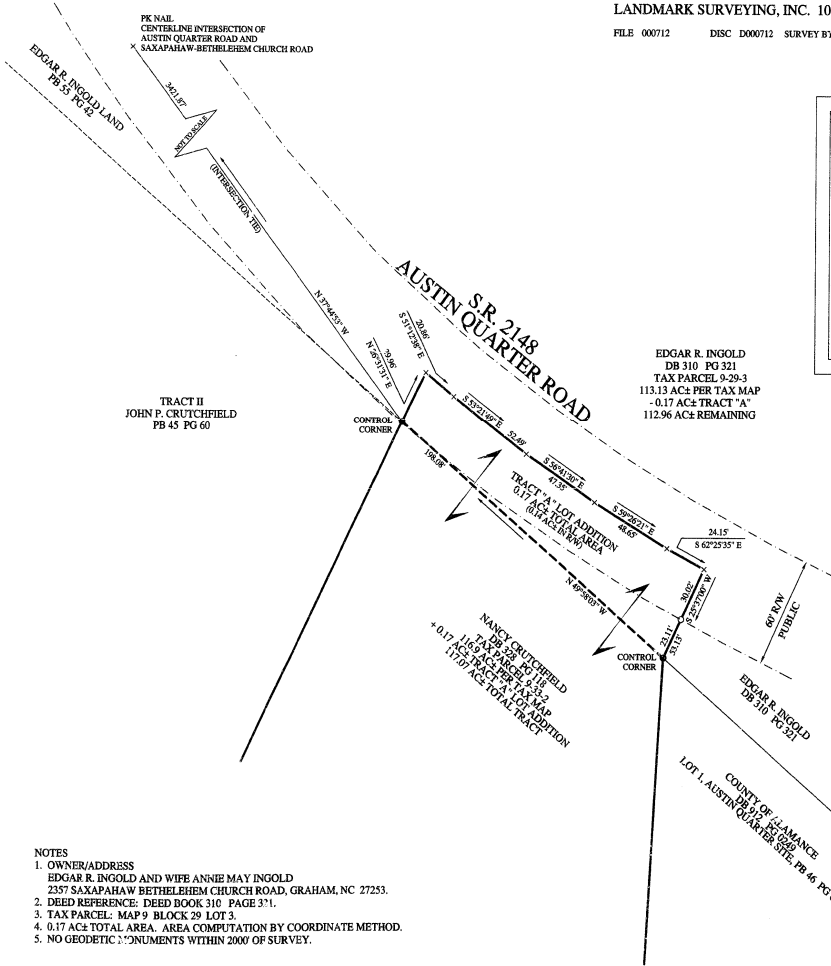 LANDMARK SURVEYING, INC. 10
FILE 000712 DISC D000712 SURVEY BY
PK NAIL
CENTERLINE INTERSECTION OF
AUSTIN QUARTER ROAD AND
SAXAPAHAW-BETHELEHEM CHURCH ROAD
EDGAR R. INGOLD LAND
PB 55 PG 42
3421.87'
NOT TO SCALE
(INTERSECTION TIE)
N 37°44'53" W
S.R. 2148
AUSTIN QUARTER ROAD
20.86'
S 51°12'38" E
29.96'
N 26°31'31" E
EDGAR R. INGOLD
DB 310 PG 321
TAX PARCEL 9-29-3
113.13 AC± PER TAX MAP
- 0.17 AC± TRACT "A"
112.96 AC± REMAINING
TRACT II
JOHN P. CRUTCHFIELD
PB 45 PG 60
CONTROL
CORNER
S 53°21'49" E
52.49'
S 56°41'30" E
47.35'
S 59°26'21" E
48.65'
24.15'
S 62°25'35" E
198.08'
TRACT "A" LOT ADDITION
0.17 AC± TOTAL AREA
(0.14 AC± IN R/W)
N 49°58'03" W
30.02'
S 25°37'00" W
23.11'
53.13'
60' R/W
PUBLIC
NANCY CRUTCHFIELD
DB 328 PG 118
TAX PARCEL 9-33-2
116.9 AC± PER TAX MAP
+ 0.17 AC± TRACT "A" LOT ADDITION
117.07 AC± TOTAL TRACT
CONTROL
CORNER
EDGAR R. INGOLD
DB 310 PG 321
COUNTY OF ALAMANCE
DB 912 PG 0249
LOT 1, AUSTIN QUARTER SITE, PB 46 PG
NOTES
1. OWNER/ADDRESS
EDGAR R. INGOLD AND WIFE ANNIE MAY INGOLD
2357 SAXAPAHAW BETHELEHEM CHURCH ROAD, GRAHAM, NC 27253.
2. DEED REFERENCE: DEED BOOK 310 PAGE 321.
3. TAX PARCEL: MAP 9 BLOCK 29 LOT 3.
4. 0.17 AC± TOTAL AREA. AREA COMPUTATION BY COORDINATE METHOD.
5. NO GEODETIC MONUMENTS WITHIN 2000' OF SURVEY.